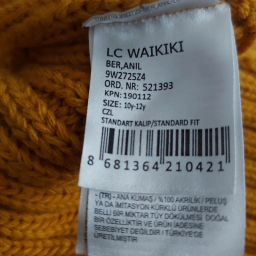 LC WAIKIKI
BER,ANIL
9W2725Z4
ORD. NR: 521393
KPN: 190112
SIZE: 10y-12y
CZL
STANDART KALIP/STANDARD FIT
8 681364 210421
-(TR)- ANA KUMAŞ / %100 AKRİLİK / PELUŞ
YA DA İMİTASYON KÜRKLÜ ÜRÜNLERDE
BELLİ BİR MİKTAR TÜY DÖKÜLMESİ DOĞAL
BİR ÖZELLİKTİR VE ÜRÜN İADESİNE
SEBEBİYET DEĞİLDİR / TÜRKİYE'DE
ÜRETİLMİŞTİR